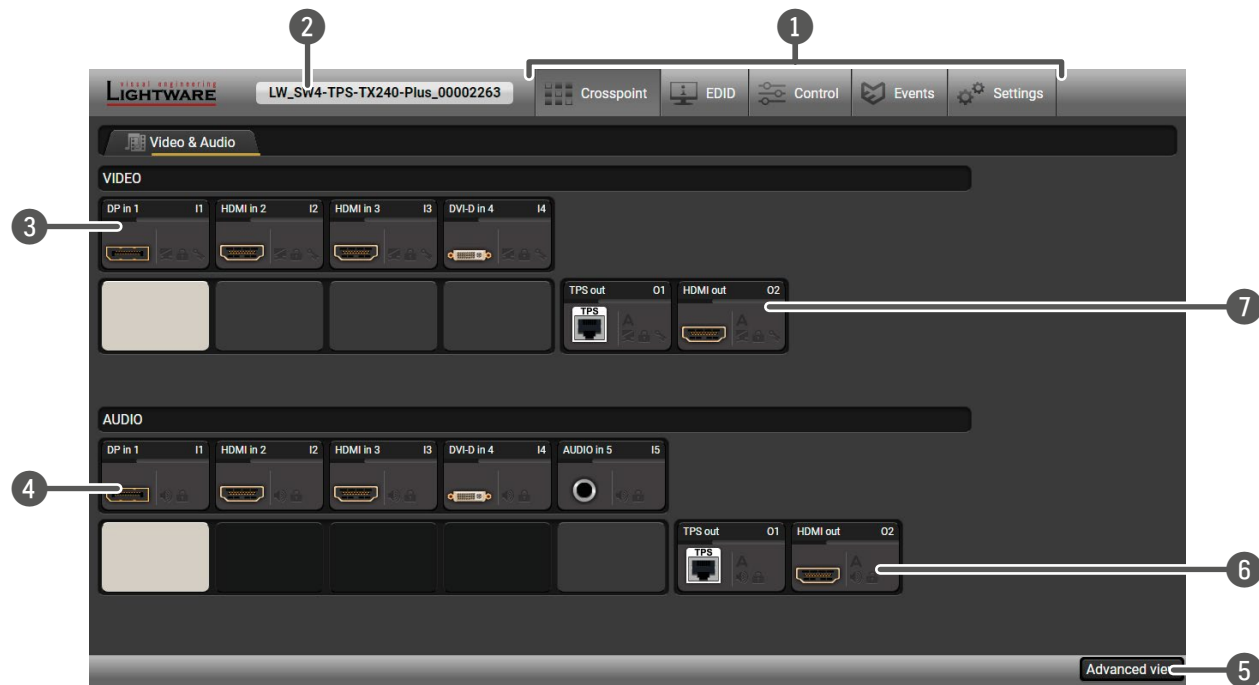 2
1
visual engineering
LIGHTWARE
LW_SW4-TPS-TX240-Plus_00002263
Crosspoint
EDID
Control
Events
Settings
Video & Audio
VIDEO
DP in 1 I1
HDMI in 2 I2
HDMI in 3 I3
DVI-D in 4 I4
3
TPS out O1
HDMI out O2
TPS
A
A
7
AUDIO
DP in 1 I1
HDMI in 2 I2
HDMI in 3 I3
DVI-D in 4 I4
AUDIO in 5 I5
4
TPS out O1
HDMI out O2
TPS
A
A
6
Advanced vie
5